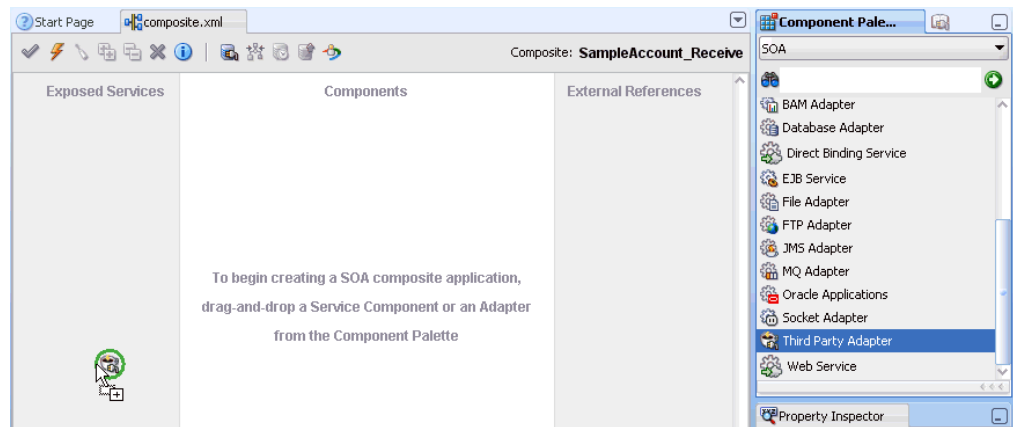 Start Page
composite.xml
Composite: SampleAccount_Receive
Exposed Services
Components
External References
To begin creating a SOA composite application,
drag-and-drop a Service Component or an Adapter
from the Component Palette
Component Pale...
SOA
BAM Adapter
Database Adapter
Direct Binding Service
EJB Service
File Adapter
FTP Adapter
JMS Adapter
MQ Adapter
Oracle Applications
Socket Adapter
Third Party Adapter
Web Service
Property Inspector